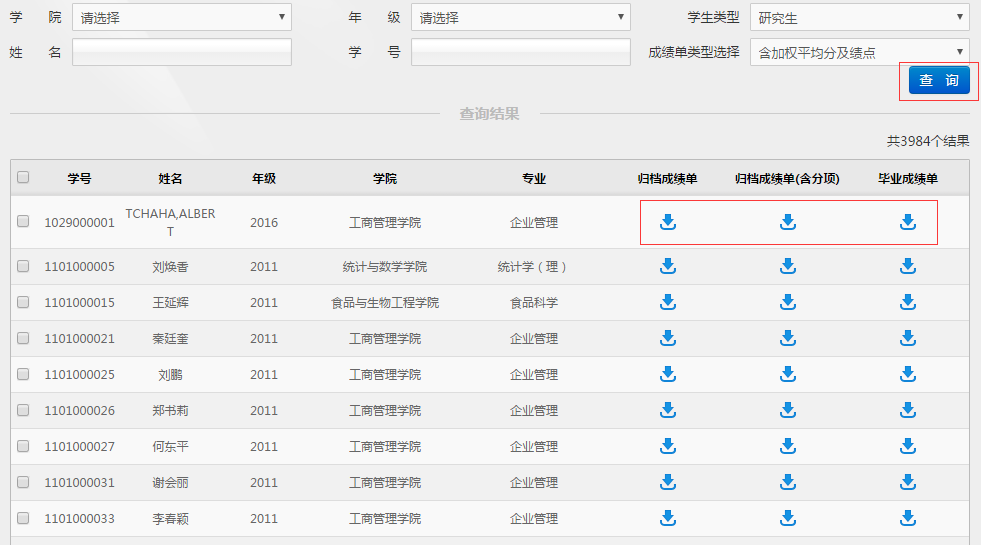 学 院 请选择 年 级 请选择 学生类型 研究生
姓 名 学 号 成绩单类型选择 含加权平均分及绩点
查 询
查询结果
共3984个结果
学号 姓名 年级 学院 专业 归档成绩单 归档成绩单(含分项) 毕业成绩单
1029000001 TCHAHA,ALBER
T 2016 工商管理学院 企业管理
1101000005 刘焕香 2011 统计与数学学院 统计学（理）
1101000015 王延辉 2011 食品与生物工程学院 食品科学
1101000021 秦廷奎 2011 工商管理学院 企业管理
1101000025 刘鹏 2011 工商管理学院 企业管理
1101000026 郑书莉 2011 工商管理学院 企业管理
1101000027 何东平 2011 工商管理学院 企业管理
1101000031 谢会丽 2011 工商管理学院 企业管理
1101000033 李春颖 2011 工商管理学院 企业管理